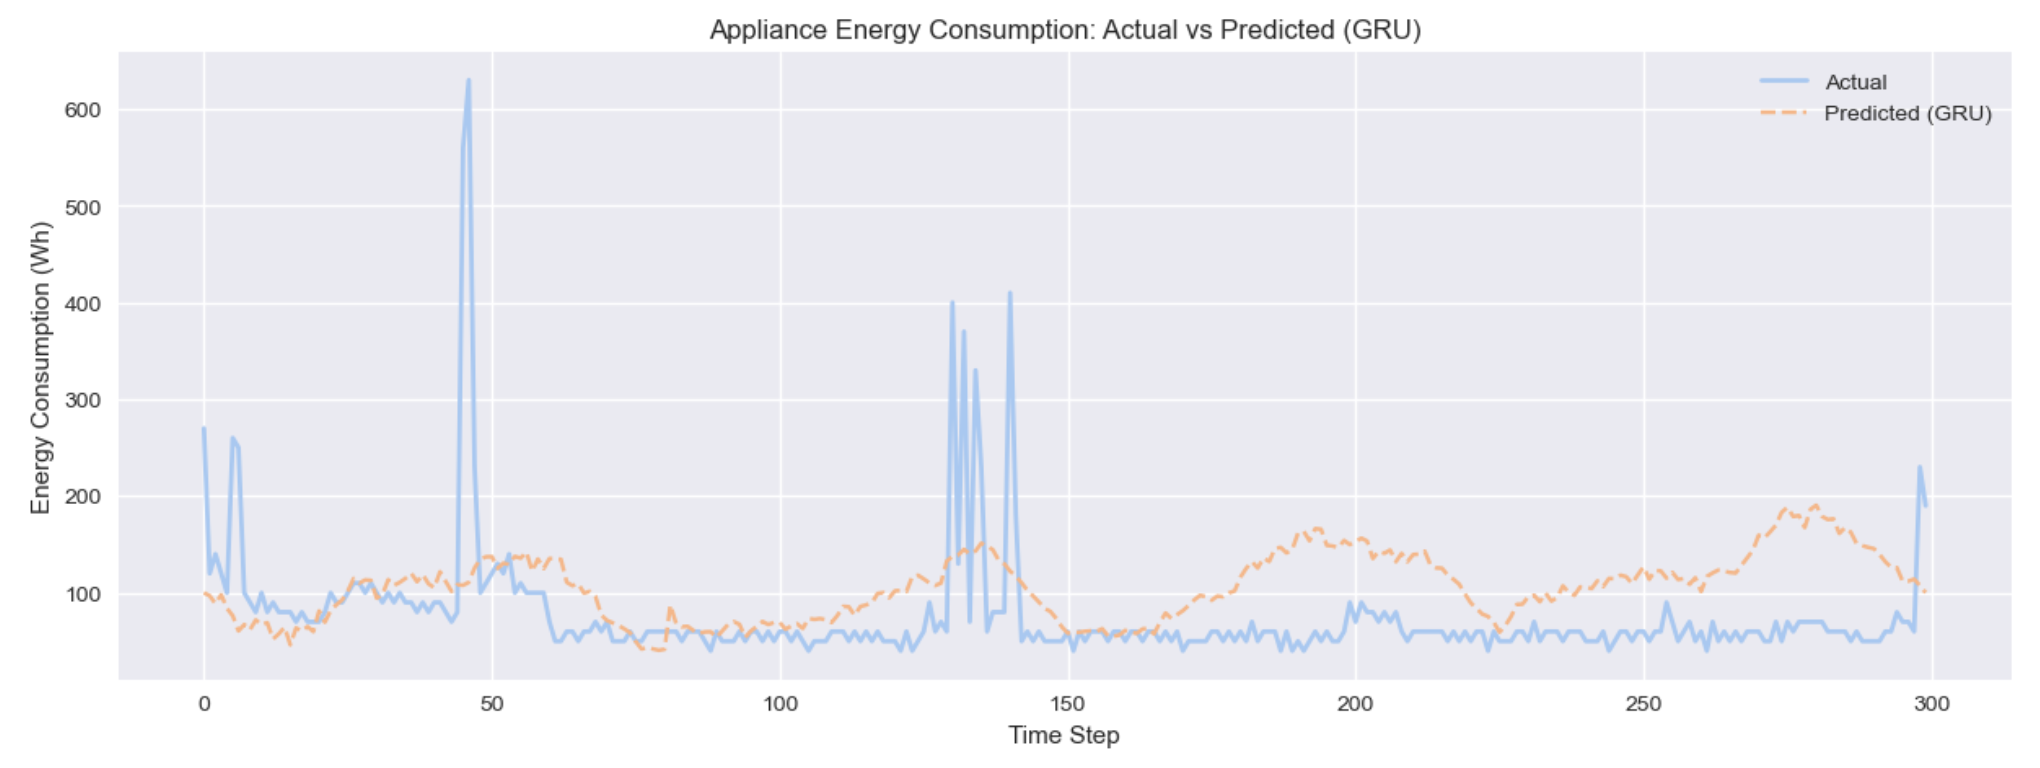 Appliance Energy Consumption: Actual vs Predicted (GRU)
Actual
Predicted (GRU)
Energy Consumption (Wh)
600
500
400
300
200
100
0
50
100
150
200
250
300
Time Step